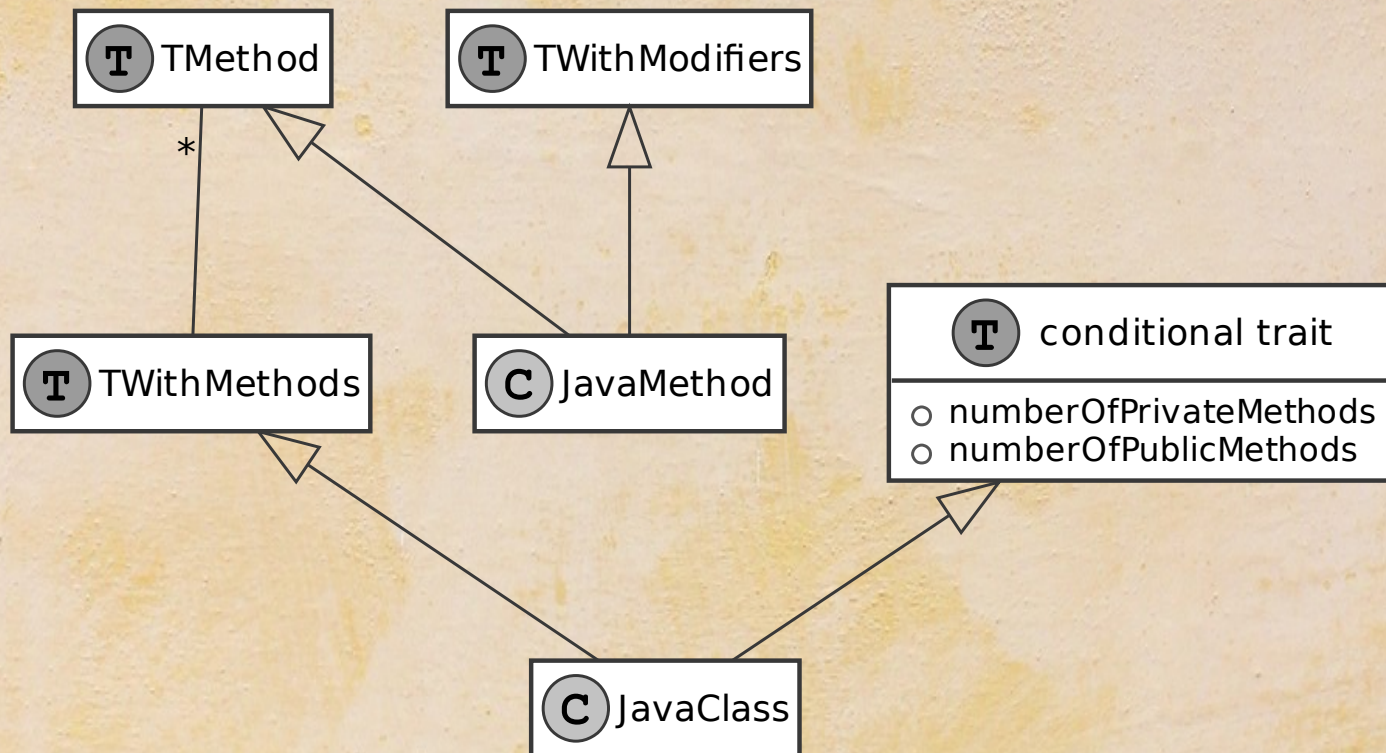 T TMethod
T TWithModifiers
*
T conditional trait
T TWithMethods
C JavaMethod
numberOfPrivateMethods
numberOfPublicMethods
C JavaClass